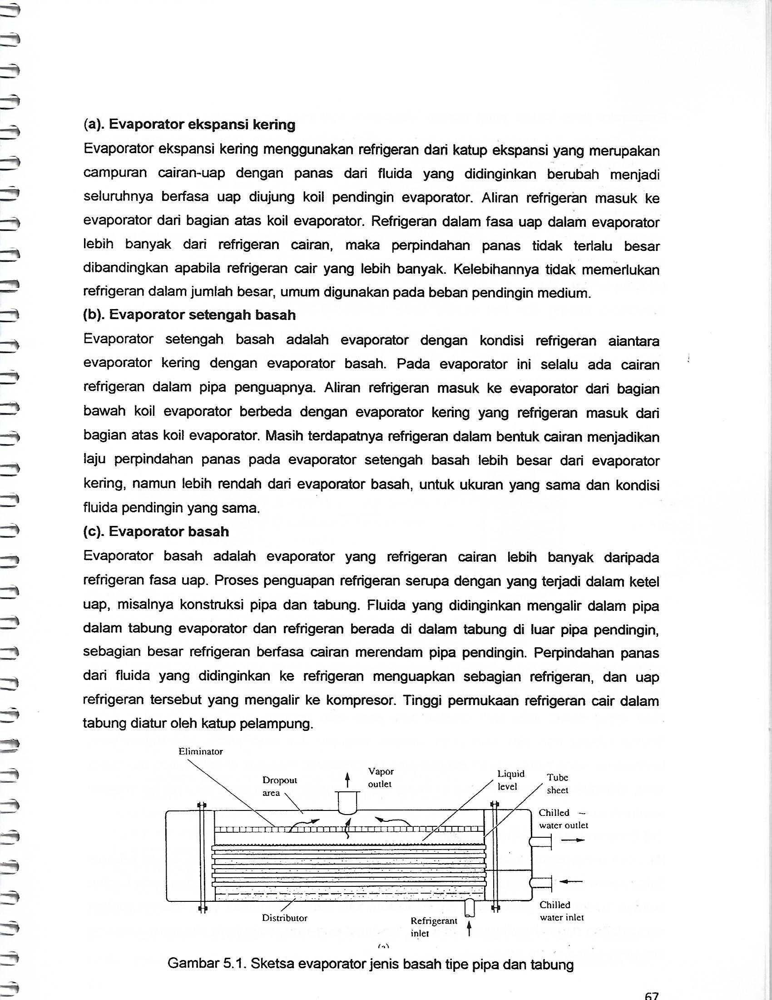 (a). Evaporator ekspansi kering
Evaporator ekspansi kering menggunakan refrigeran dari katup ekspansi yang merupakan
campuran cairan-uap dengan panas dari fluida yang didinginkan berubah menjadi
seluruhnya berfasa uap diujung koil pendingin evaporator. Aliran refrigeran masuk ke
evaporator dari bagian atas koil evaporator. Refrigeran dalam fasa uap dalam evaporator
lebih banyak dari refrigeran cairan, maka perpindahan panas tidak terlalu besar
dibandingkan apabila refrigeran cair yang lebih banyak. Kelebihannya tidak memerlukan
refrigeran dalam jumlah besar, umum digunakan pada beban pendingin medium.
(b). Evaporator setengah basah
Evaporator setengah basah adalah evaporator dengan kondisi refrigeran aiantara
evaporator kering dengan evaporator basah. Pada evaporator ini selalu ada cairan
refrigeran dalam pipa penguapnya. Aliran refrigeran masuk ke evaporator dari bagian
bawah koil evaporator berbeda dengan evaporator kering yang refrigeran masuk dari
bagian atas koil evaporator. Masih terdapatnya refrigeran dalam bentuk cairan menjadikan
laju perpindahan panas pada evaporator setengah basah lebih besar dari evaporator
kering, namun lebih rendah dari evaporator basah, untuk ukuran yang sama dan kondisi
fluida pendingin yang sama.
(c). Evaporator basah
Evaporator basah adalah evaporator yang refrigeran cairan lebih banyak daripada
refrigeran fasa uap. Proses penguapan refrigeran serupa dengan yang terjadi dalam ketel
uap, misalnya konstruksi pipa dan tabung. Fluida yang didinginkan mengalir dalam pipa
dalam tabung evaporator dan refrigeran berada di dalam tabung di luar pipa pendingin,
sebagian besar refrigeran berfasa cairan merendam pipa pendingin. Perpindahan panas
dari fluida yang didinginkan ke refrigeran menguapkan sebagian refrigeran, dan uap
refrigeran tersebut yang mengalir ke kompresor. Tinggi permukaan refrigeran cair dalam
tabung diatur oleh katup pelampung.
Eliminator
Dropout
area
Vapor
outlet
Liquid
level
Tube
sheet
Chilled
water outlet
Distributor
Refrigerant
inlet
Chilled
water inlet
Gambar 5.1. Sketsa evaporator jenis basah tipe pipa dan tabung
67